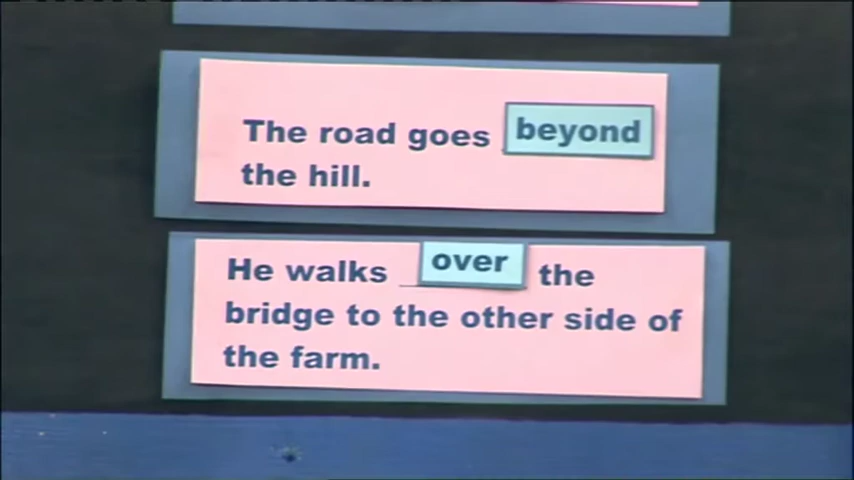 The road goes beyond
the hill.
He walks over the
bridge to the other side of
the farm.